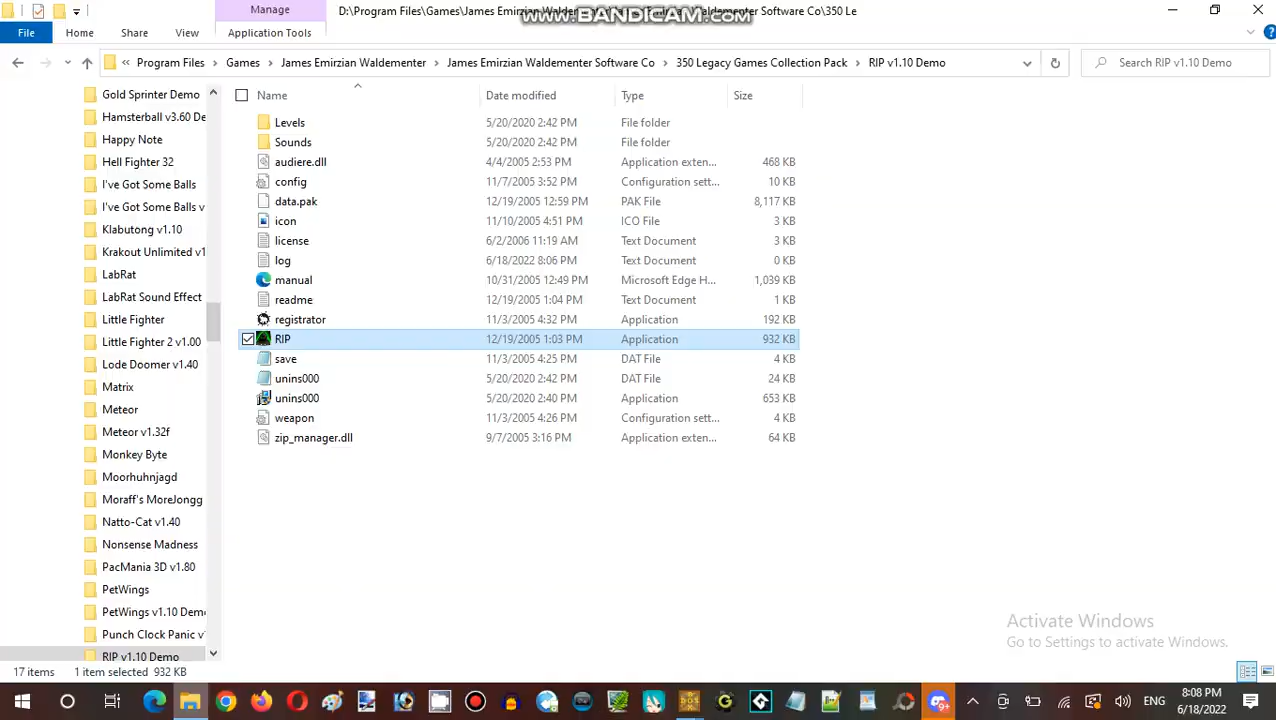 Manage
D:\Program Files\Games\James Emirzian Waldementer Software Co\350 Le
www.BANDICAM.com
File
Home
Share
View
Application Tools
« Program Files > Games > James Emirzian Waldementer > James Emirzian Waldementer Software Co > 350 Legacy Games Collection Pack > RIP v1.10 Demo
Search RIP v1.10 Demo
Name Date modified Type Size
Gold Sprinter Demo
Hamsterball v3.60 De
Happy Note
Hell Fighter 32
I've Got Some Balls
I've Got Some Balls v
Klabutong v1.10
Krakout Unlimited v1
LabRat
LabRat Sound Effect
Little Fighter
Little Fighter 2 v1.00
Lode Doomer v1.40
Matrix
Meteor
Meteor v1.32f
Monkey Byte
Moorhuhnjagd
Moraff's MoreJongg
Natto-Cat v1.40
Nonsense Madness
PacMania 3D v1.80
PetWings
PetWings v1.10 Demo
Punch Clock Panic v
RIP v1.10 Demo
Levels 5/20/2020 2:42 PM File folder
Sounds 5/20/2020 2:42 PM File folder
audiere.dll 4/4/2005 2:53 PM Application exten... 468 KB
config 11/7/2005 3:52 PM Configuration sett... 10 KB
data.pak 12/19/2005 12:59 PM PAK File 8,117 KB
icon 11/10/2005 4:51 PM ICO File 3 KB
license 6/2/2006 11:19 AM Text Document 3 KB
log 6/18/2022 8:06 PM Text Document 0 KB
manual 10/31/2005 12:49 PM Microsoft Edge H... 1,039 KB
readme 12/19/2005 1:04 PM Text Document 1 KB
registrator 11/3/2005 4:32 PM Application 192 KB
RIP 12/19/2005 1:03 PM Application 932 KB
save 11/3/2005 4:25 PM DAT File 4 KB
unins000 5/20/2020 2:42 PM DAT File 24 KB
unins000 5/20/2020 2:40 PM Application 653 KB
weapon 11/3/2005 4:26 PM Configuration sett... 4 KB
zip_manager.dll 9/7/2005 3:16 PM Application exten... 64 KB
Activate Windows
Go to Settings to activate Windows.
17 items 1 item selected 932 KB
DOS
9+
ENG
8:08 PM
6/18/2022